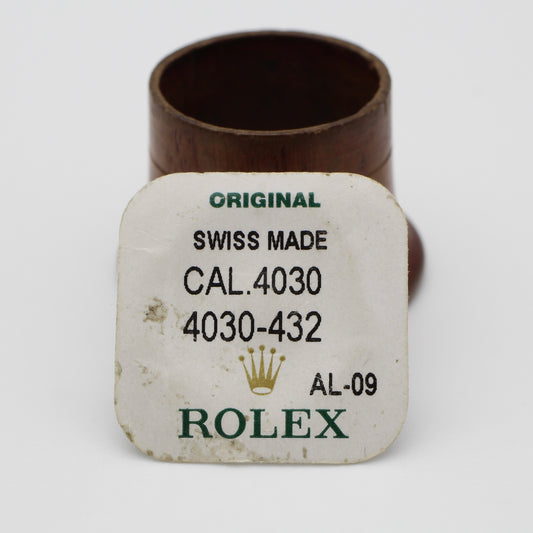 ORIGINAL
SWISS MADE
CAL.4030
4030-432
AL-09
ROLEX